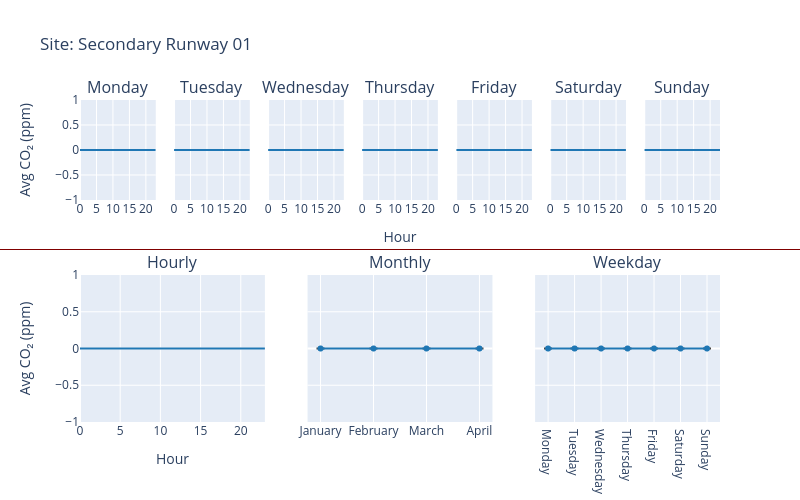 Site: Secondary Runway 01
Monday Tuesday Wednesday Thursday Friday Saturday Sunday
Avg CO₂ (ppm)
1
0.5
0
−0.5
−1
0 5 10 15 20 0 5 10 15 20 0 5 10 15 20 0 5 10 15 20 0 5 10 15 20 0 5 10 15 20 0 5 10 15 20
Hour
Hourly Monthly Weekday
Avg CO₂ (ppm)
1
0.5
0
−0.5
−1
0 5 10 15 20
January February March April
Monday Tuesday Wednesday Thursday Friday Saturday Sunday
Hour